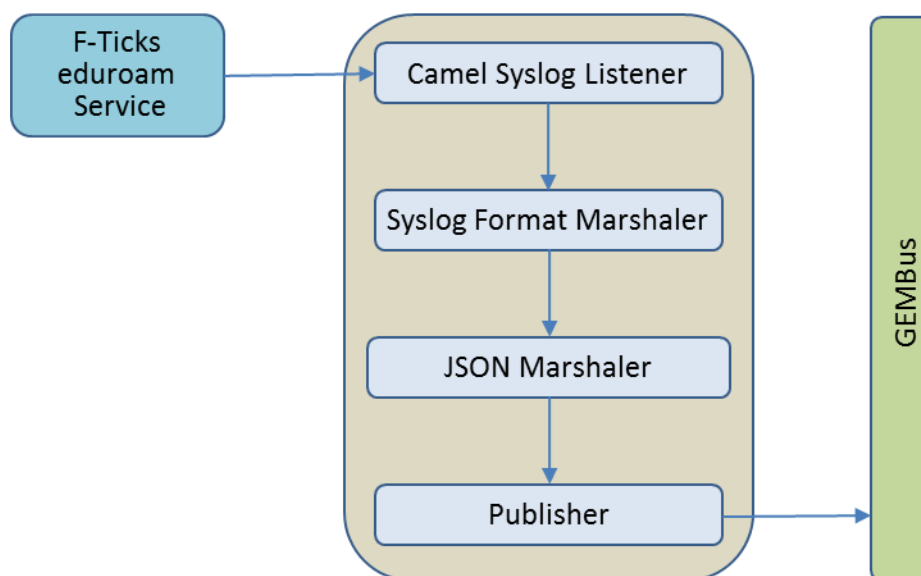 F-Ticks
eduroam
Service
Camel Syslog Listener
Syslog Format Marshaler
JSON Marshaler
Publisher
GEMBus